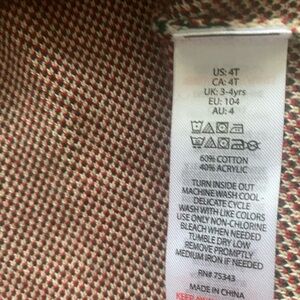 US: 4T
CA: 4T
UK: 3-4yrs
EU: 104
AU: 4
60% COTTON
40% ACRYLIC
TURN INSIDE OUT
MACHINE WASH COOL -
DELICATE CYCLE
WASH WITH LIKE COLORS
USE ONLY NON-CHLORINE
BLEACH WHEN NEEDED
TUMBLE DRY LOW
REMOVE PROMPTLY
MEDIUM IRON IF NEEDED
RN# 75343
MADE IN CHINA
KEEP